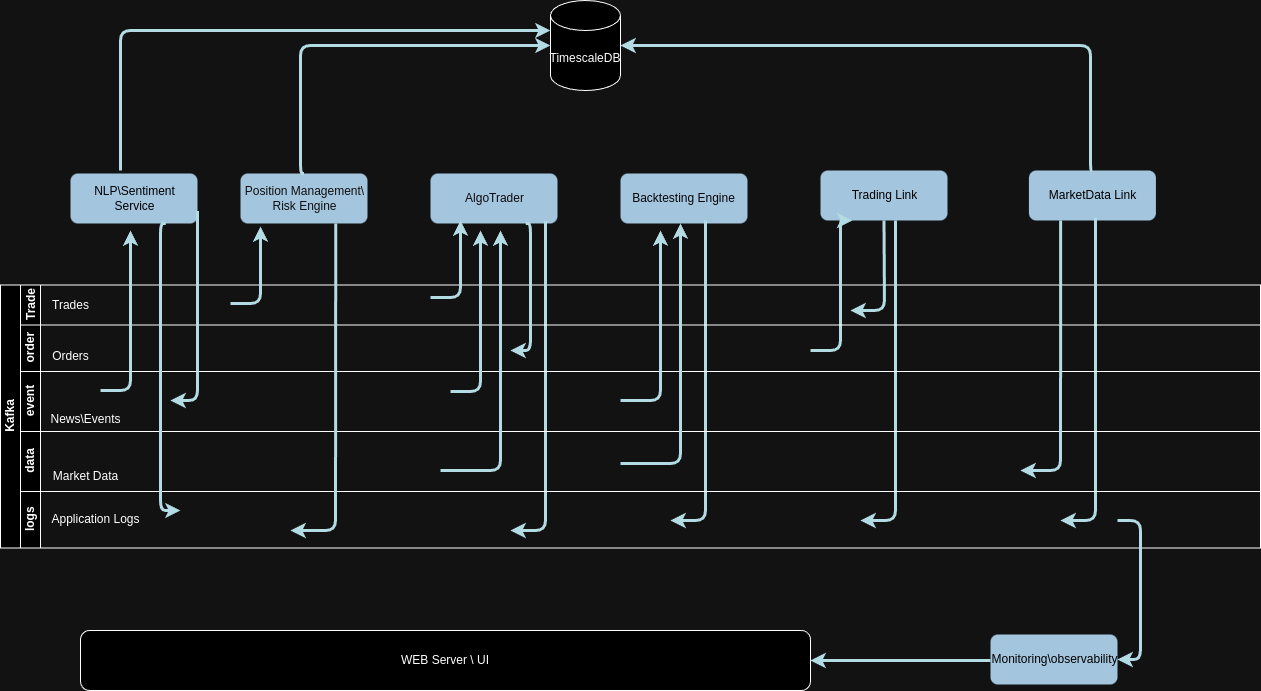 TimescaleDB
NLP\Sentiment
Service
Position Management\
Risk Engine
AlgoTrader
Backtesting Engine
Trading Link
MarketData Link
Kafka
Trade
Trades
order
Orders
event
News\Events
data
Market Data
logs
Application Logs
WEB Server \ UI
Monitoring\observability